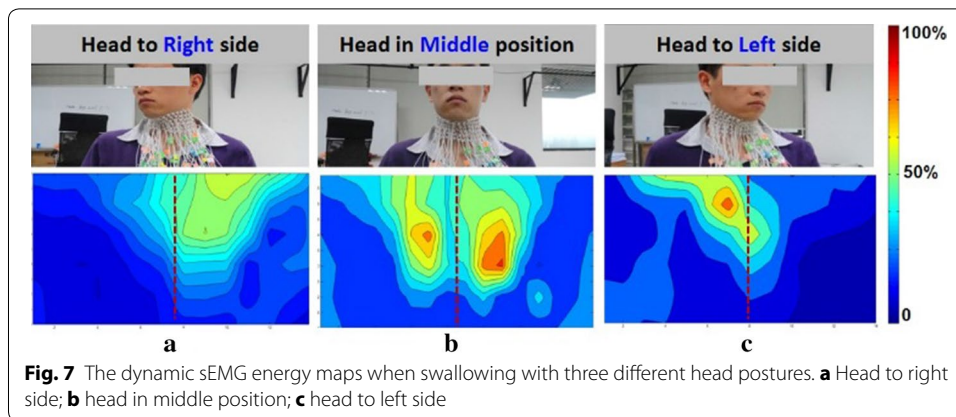 Head to Right side
Head in Middle position
Head to Left side
100%
50%
0
a
b
c
Fig. 7 The dynamic sEMG energy maps when swallowing with three different head postures. a Head to right
side; b head in middle position; c head to left side